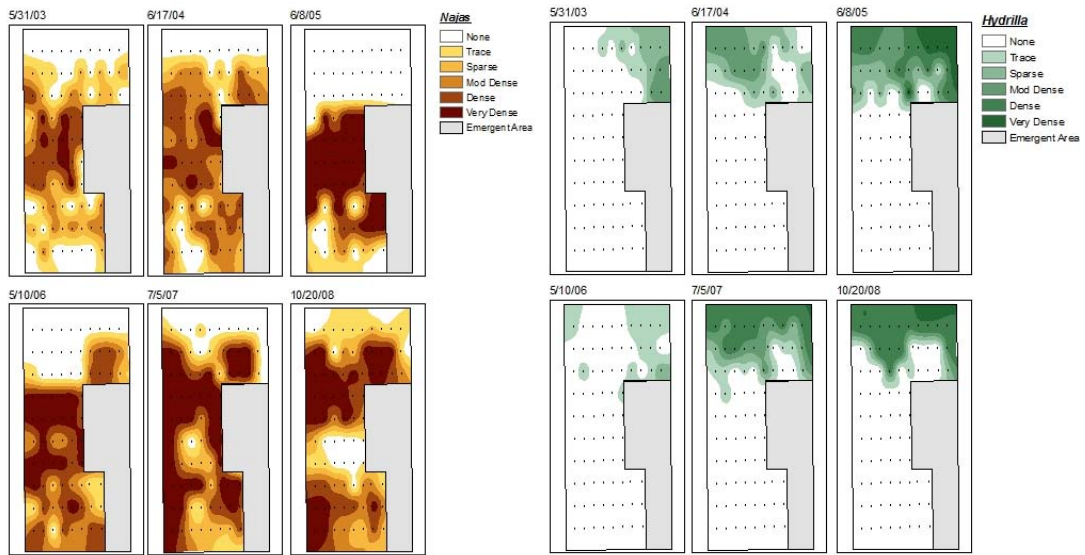 5/31/03
6/17/04
6/8/05
Najas
None
Trace
Sparse
Mod Dense
Dense
Very Dense
Emergent Area
5/10/06
7/5/07
10/20/08
5/31/03
6/17/04
6/8/05
Hydrilla
None
Trace
Sparse
Mod Dense
Dense
Very Dense
Emergent Area
5/10/06
7/5/07
10/20/08